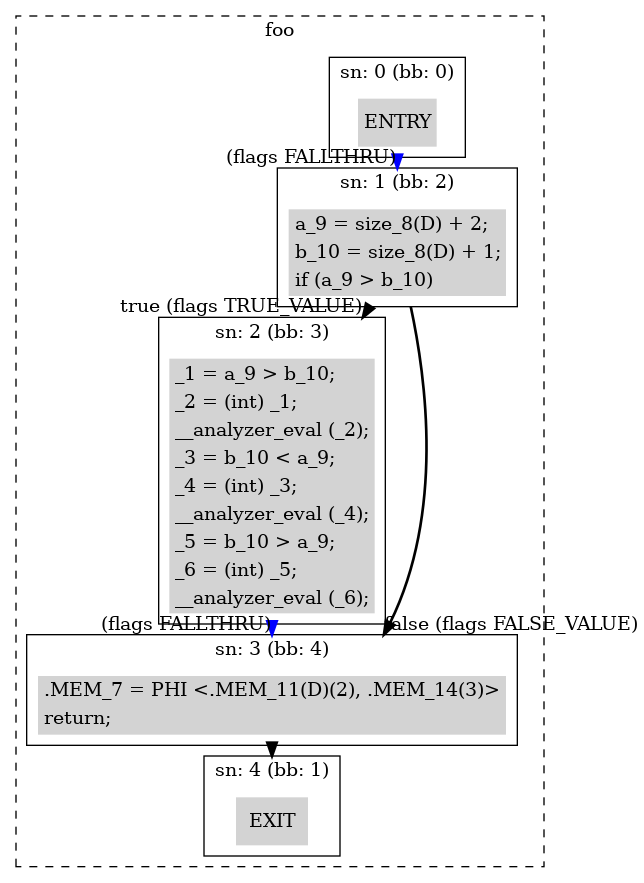 foo
sn: 0 (bb: 0)
ENTRY
(flags FALLTHRU)
sn: 1 (bb: 2)
a_9 = size_8(D) + 2;
b_10 = size_8(D) + 1;
if (a_9 > b_10)
true (flags TRUE_VALUE)
sn: 2 (bb: 3)
_1 = a_9 > b_10;
_2 = (int) _1;
__analyzer_eval (_2);
_3 = b_10 < a_9;
_4 = (int) _3;
__analyzer_eval (_4);
_5 = b_10 > a_9;
_6 = (int) _5;
__analyzer_eval (_6);
(flags FALLTHRU)
false (flags FALSE_VALUE)
sn: 3 (bb: 4)
.MEM_7 = PHI <.MEM_11(D)(2), .MEM_14(3)>
return;
sn: 4 (bb: 1)
EXIT